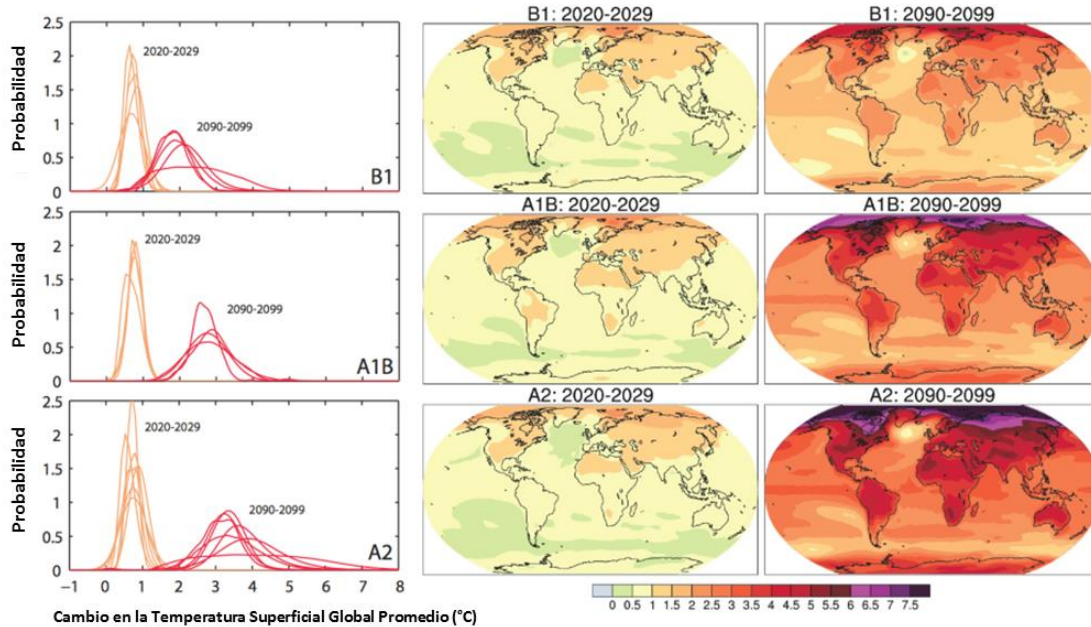 Probabilidad
2.5
2
1.5
1
0.5
0
2020-2029
2090-2099
B1
B1: 2020-2029
B1: 2090-2099
2.5
2
1.5
1
0.5
0
2020-2029
2090-2099
A1B
A1B: 2020-2029
A1B: 2090-2099
Probabilidad
2.5
2
1.5
1
0.5
0
2020-2029
2090-2099
A2
-1 0 1 2 3 4 5 6 7 8
A2: 2020-2029
A2: 2090-2099
0 0.5 1 1.5 2 2.5 3 3.5 4 4.5 5 5.5 6 6.5 7 7.5
Cambio en la Temperatura Superficial Global Promedio (°C)